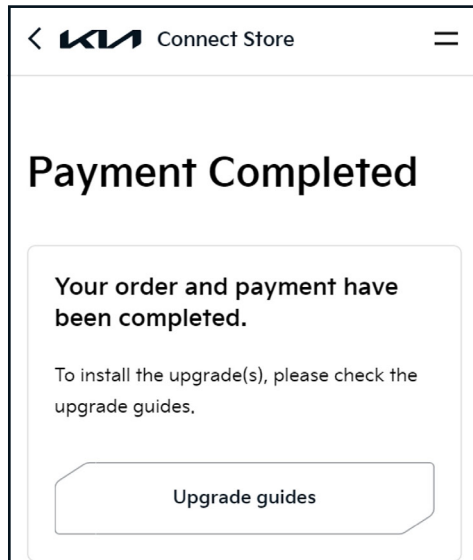 KIA Connect Store
Payment Completed
Your order and payment have
been completed.
To install the upgrade(s), please check the
upgrade guides.
Upgrade guides